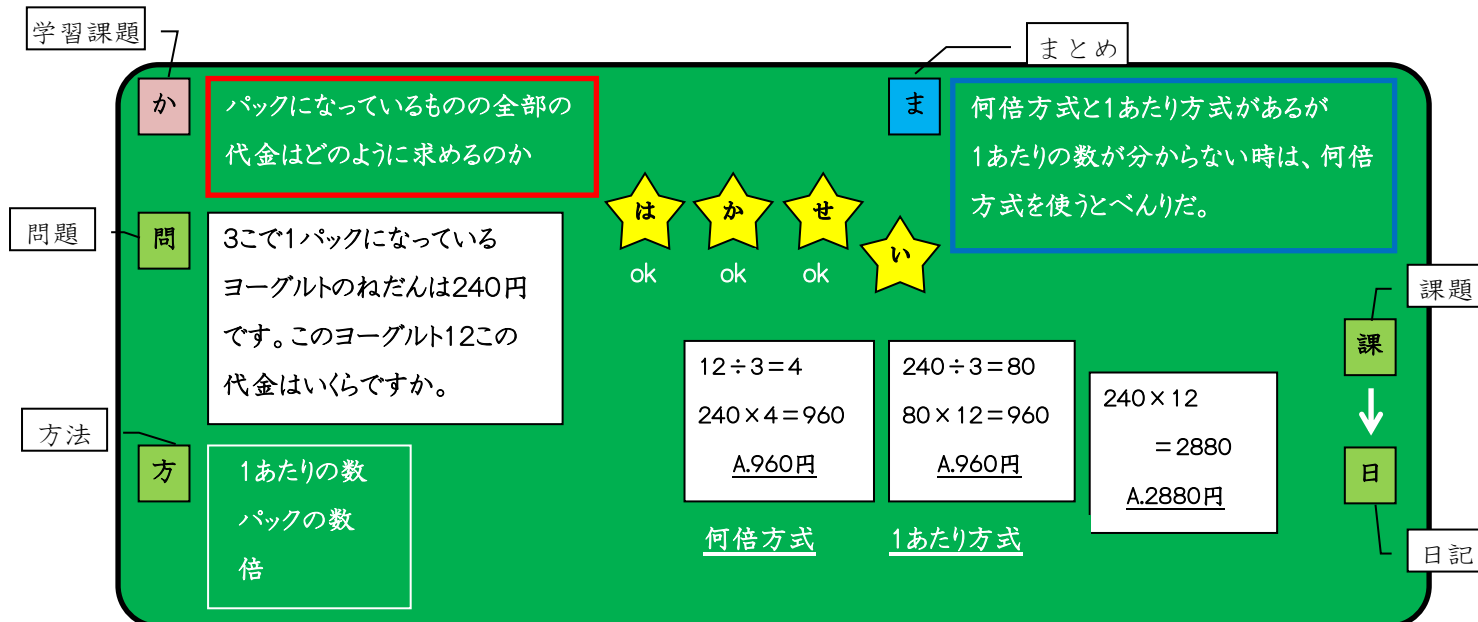 学習課題
か
パックになっているものの全部の
代金はどのように求めるのか
問題
問
3こで1パックになっている
ヨーグルトのねだんは240円
です。このヨーグルト12この
代金はいくらですか。
方法
方
1あたりの数
パックの数
倍
は
ok
か
ok
せ
ok
い
12÷3=4
240×4=960
A.960円
何倍方式
240÷3=80
80×12=960
A.960円
1あたり方式
240×12
=2880
A.2880円
まとめ
ま
何倍方式と1あたり方式があるが
1あたりの数が分からない時は、何倍
方式を使うとべんりだ。
課題
課
日
日記